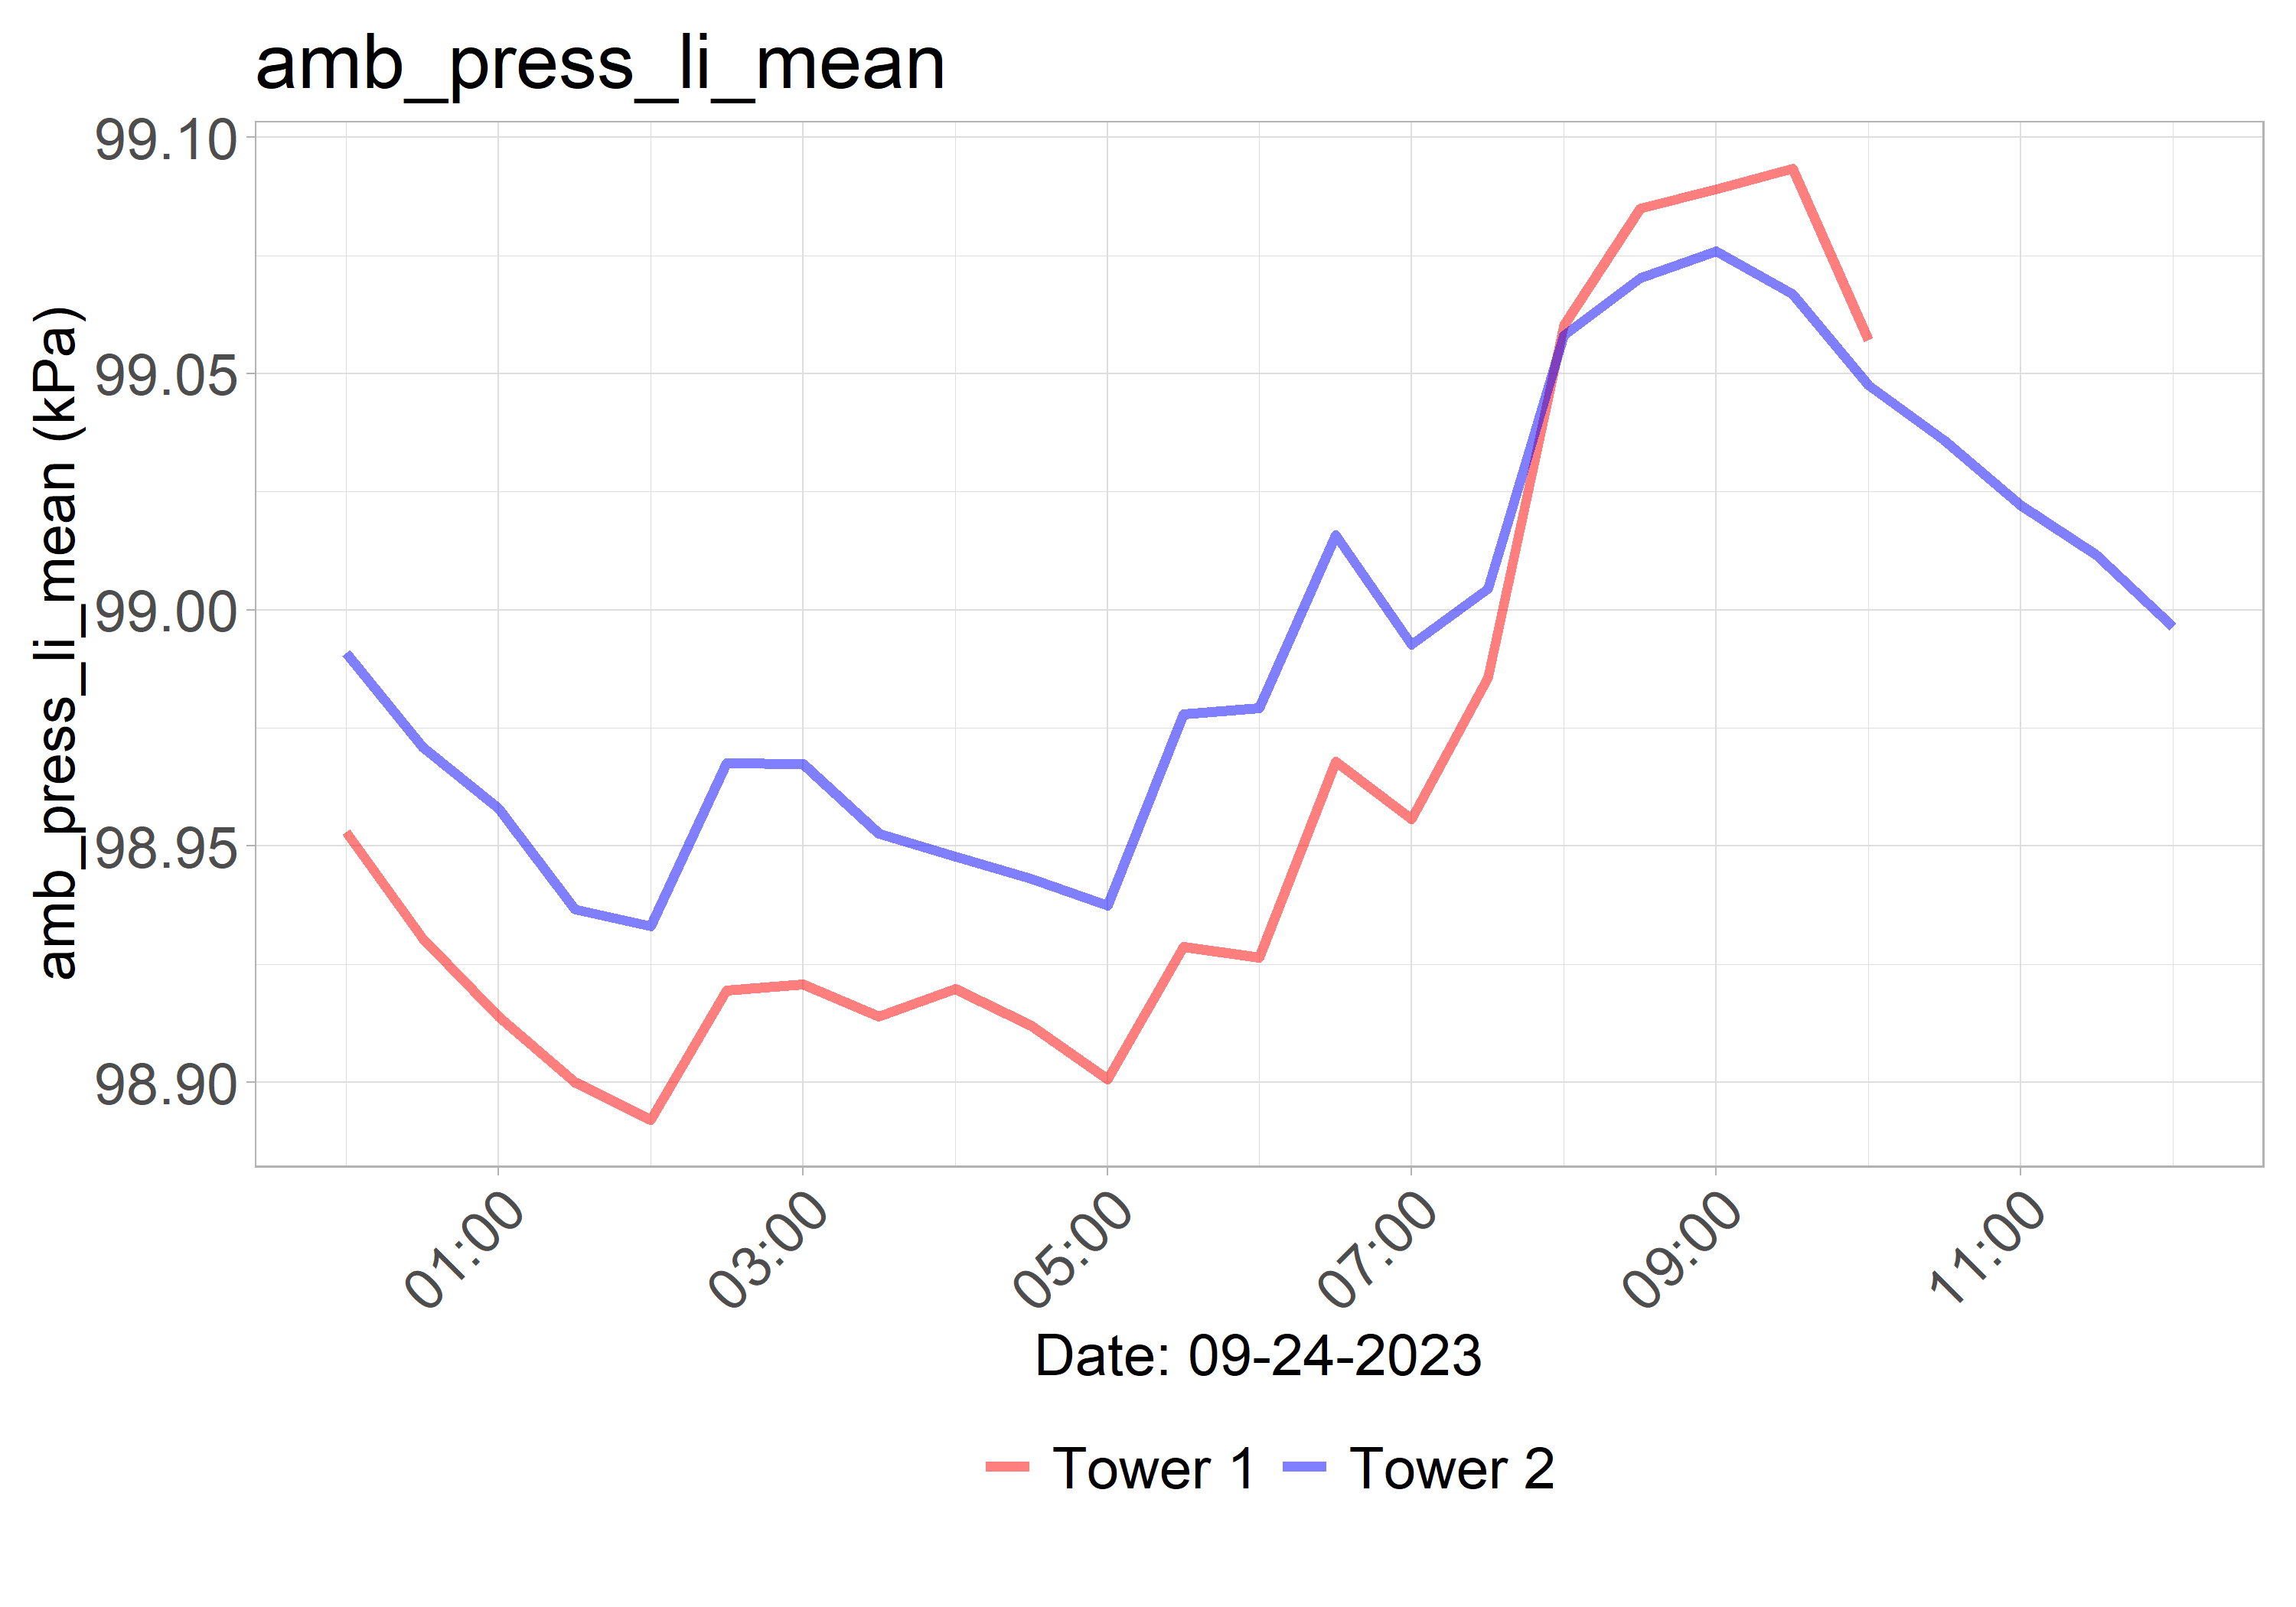 amb_press_li_mean
amb_press_li_mean (kPa)
99.10
99.05
99.00
98.95
98.90
01:00 03:00 05:00 07:00 09:00 11:00
Date: 09-24-2023
Tower 1 Tower 2